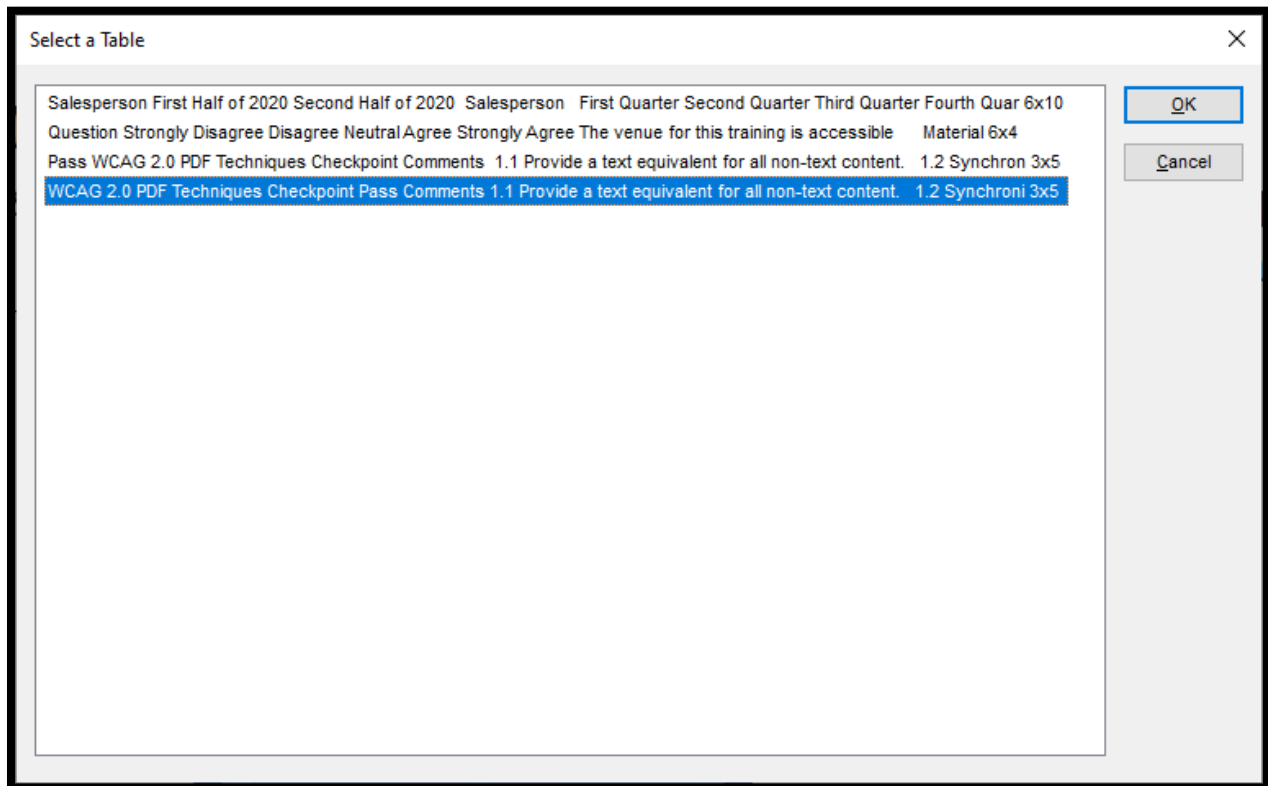 Select a Table
Salesperson First Half of 2020 Second Half of 2020 Salesperson First Quarter Second Quarter Third Quarter Fourth Quar 6x10
OK
Question Strongly Disagree Disagree Neutral Agree Strongly Agree The venue for this training is accessible Material 6x4
Pass WCAG 2.0 PDF Techniques Checkpoint Comments 1.1 Provide a text equivalent for all non-text content. 1.2 Synchron 3x5
Cancel
WCAG 2.0 PDF Techniques Checkpoint Pass Comments 1.1 Provide a text equivalent for all non-text content. 1.2 Synchroni 3x5